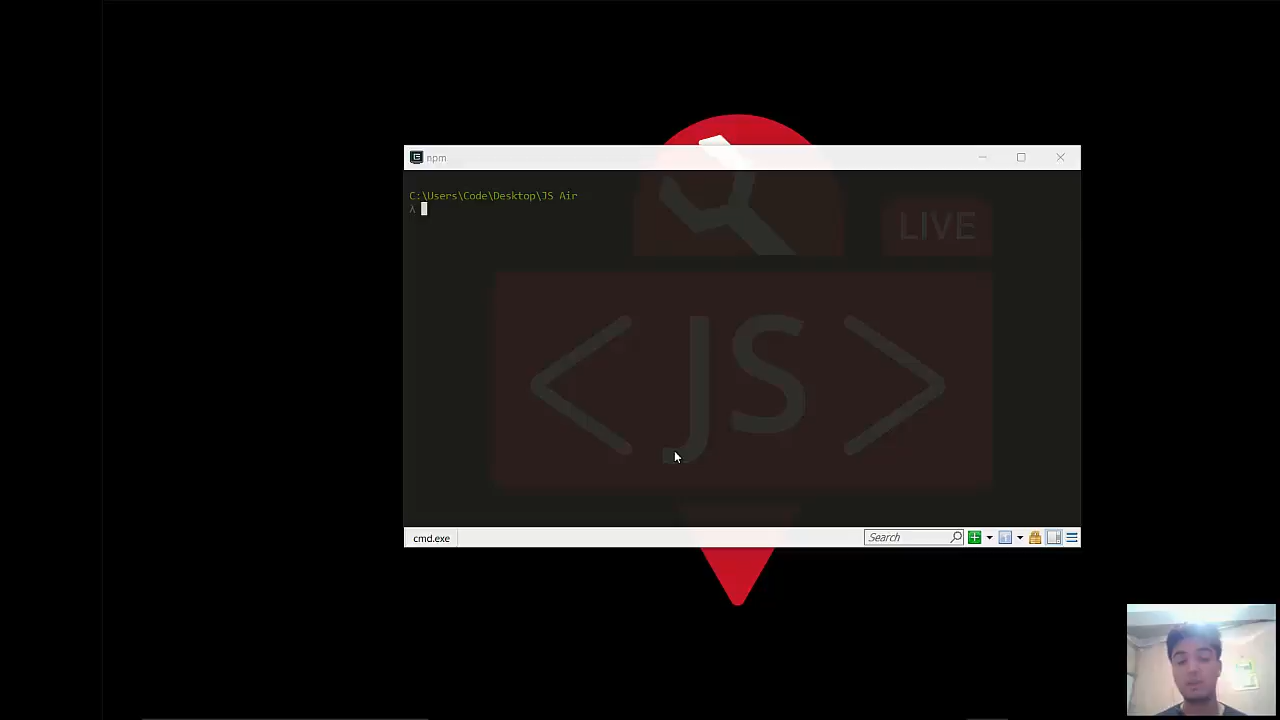 npm
C:\Users\Code\Desktop\JS Air
λ
LIVE
<JS>
cmd.exe
Search